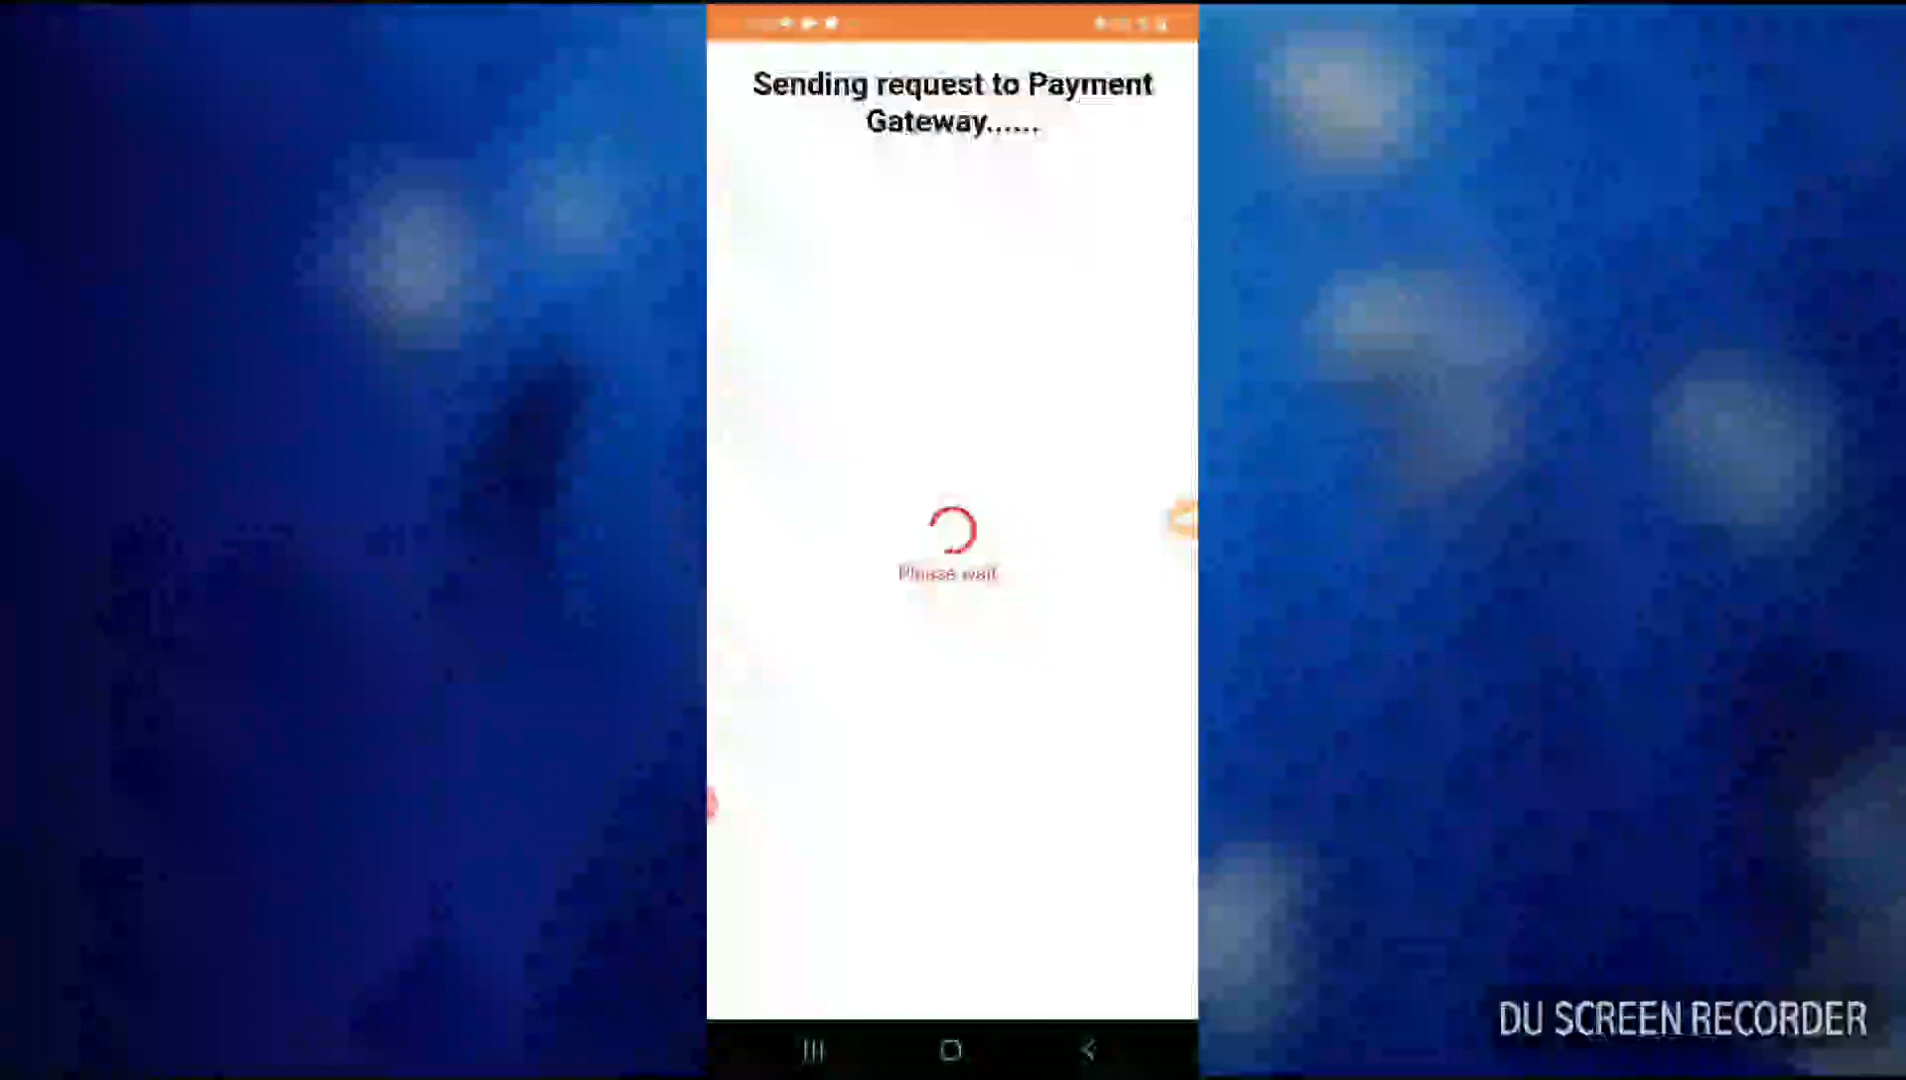 Sending request to Payment
Gateway......
Please wait
DU SCREEN RECORDER